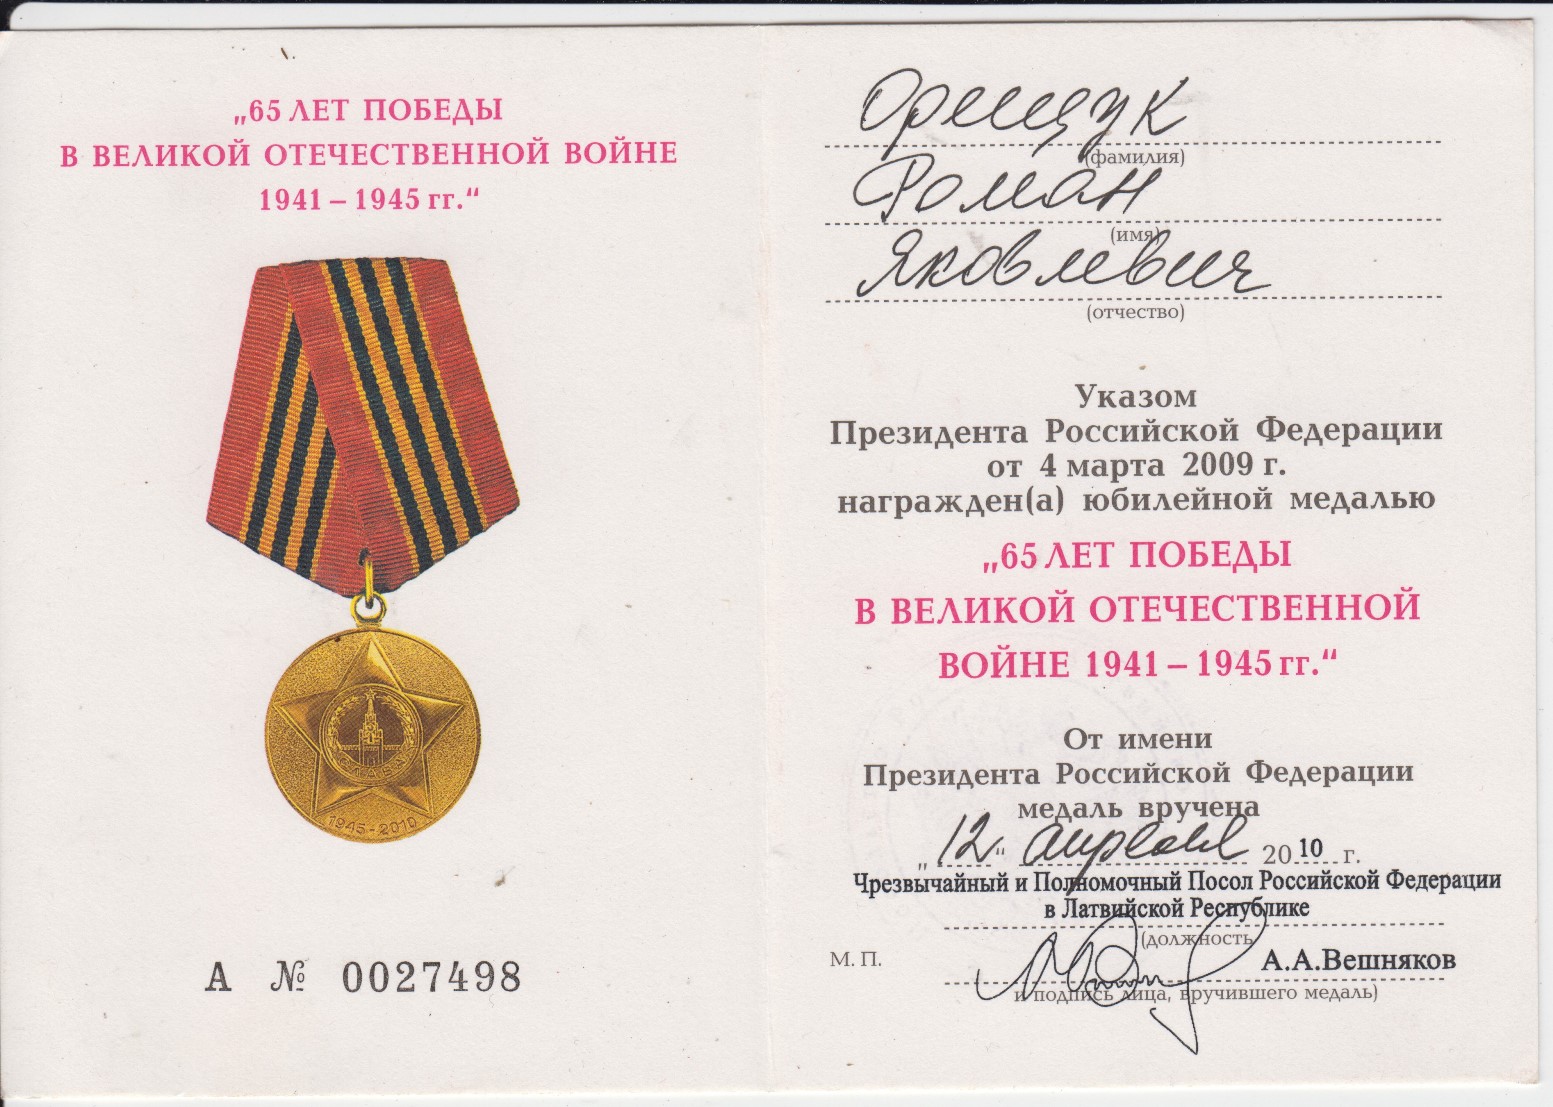 „65 ЛЕТ ПОБЕДЫ
В ВЕЛИКОЙ ОТЕЧЕСТВЕННОЙ ВОЙНЕ
1941 – 1945 гг.“
СЛАВА
1945-2010
А № 0027498
Орищук
(фамилия)
Роман
(имя)
Яковлевич
(отчество)
Указом
Президента Российской Федерации
от 4 марта 2009 г.
награжден(а) юбилейной медалью
„65 ЛЕТ ПОБЕДЫ
В ВЕЛИКОЙ ОТЕЧЕСТВЕННОЙ
ВОЙНЕ 1941 – 1945 гг.“
От имени
Президента Российской Федерации
медаль вручена
„12“ апреля 2010 г.
Чрезвычайный и Полномочный Посол Российской Федерации
в Латвийской Республике
(должность
М. П.
А.А.Вешняков
и подпись лица, вручившего медаль)